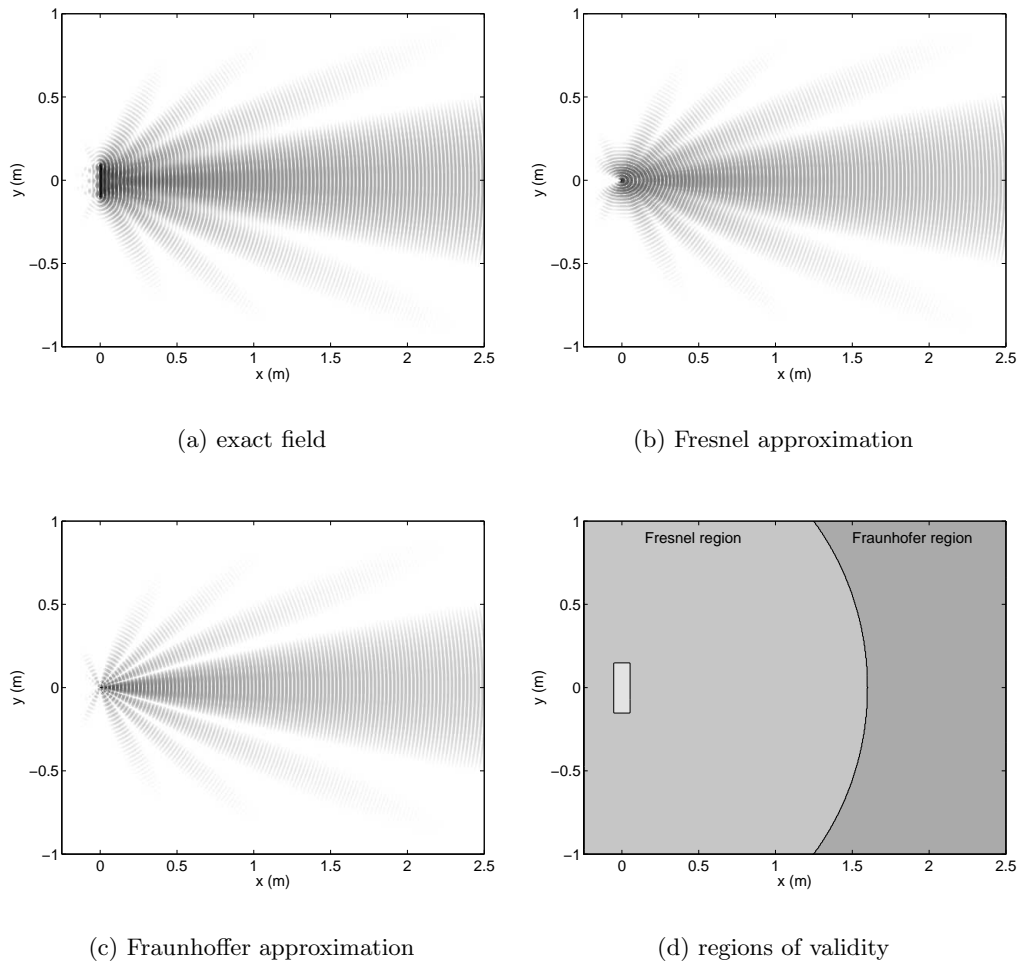 1
0.5
0
−0.5
−1
y (m)
0 0.5 1 1.5 2 2.5
x (m)
(a) exact field
1
0.5
0
−0.5
−1
y (m)
0 0.5 1 1.5 2 2.5
x (m)
(b) Fresnel approximation
1
0.5
0
−0.5
−1
y (m)
0 0.5 1 1.5 2 2.5
x (m)
(c) Fraunhoffer approximation
Fresnel region
Fraunhofer region
1
0.5
0
−0.5
−1
y (m)
0 0.5 1 1.5 2 2.5
x (m)
(d) regions of validity